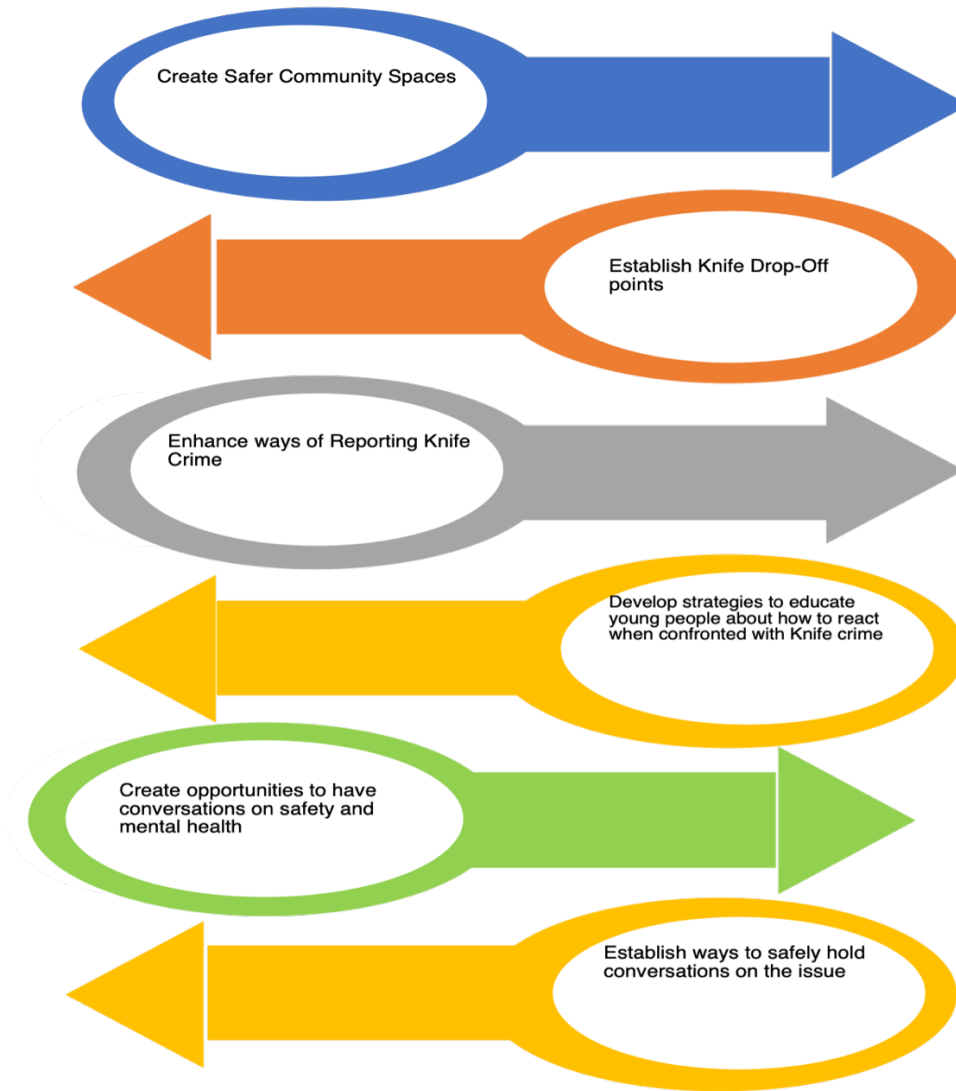 Create Safer Community Spaces
Establish Knife Drop-Off
points
Enhance ways of Reporting Knife
Crime
Develop strategies to educate
young people about how to react
when confronted with Knife crime
Create opportunities to have
conversations on safety and
mental health
Establish ways to safely hold
conversations on the issue